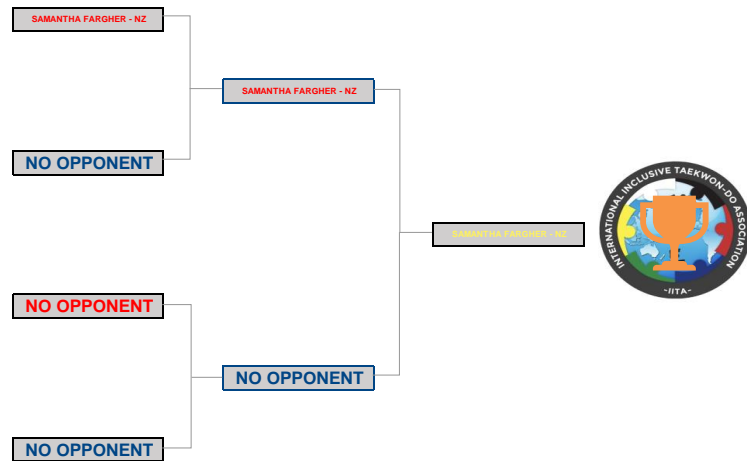 SAMANTHA FARGHER - NZ
SAMANTHA FARGHER - NZ
NO OPPONENT
SAMANTHA FARGHER - NZ
INTERNATIONAL INCLUSIVE TAEKWON-DO ASSOCIATION
-IITA-
NO OPPONENT
NO OPPONENT
NO OPPONENT